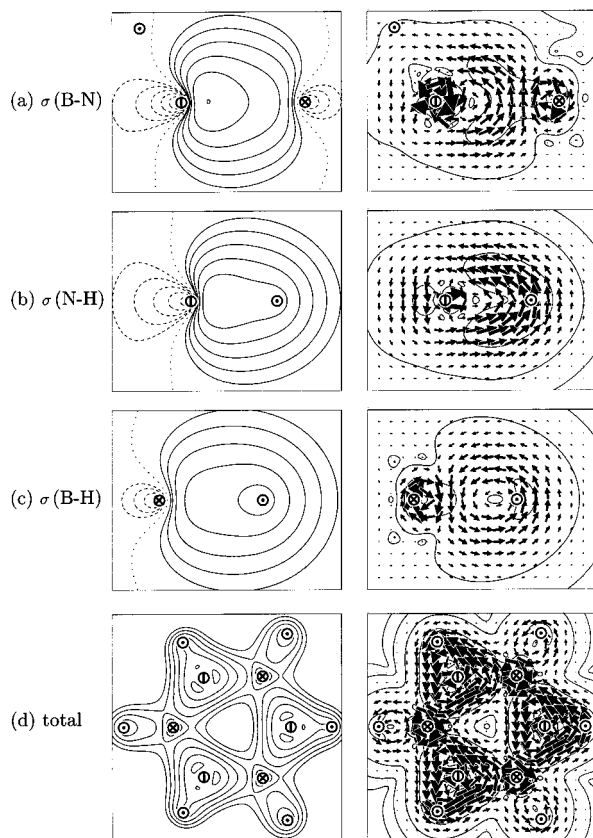 (a) σ (B-N)
(b) σ (N-H)
(c) σ (B-H)
(d) total